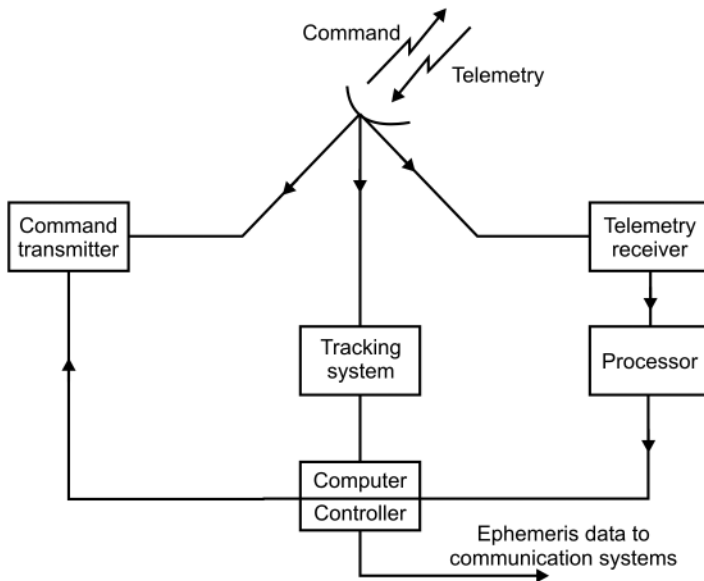 Command
Telemetry
Command
transmitter
Telemetry
receiver
Tracking
system
Processor
Computer
Controller
Ephemeris data to
communication systems